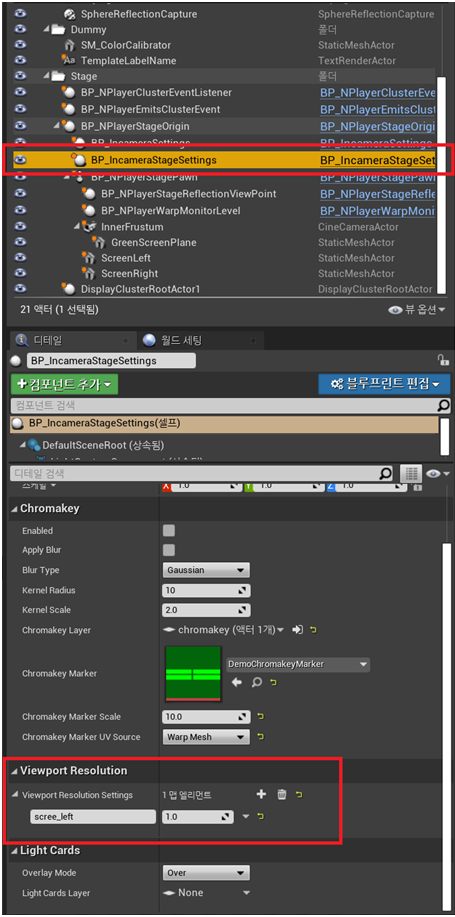 SphereReflectionCapture SphereReflectionCapture
Dummy 폴더
SM_ColorCalibrator StaticMeshActor
Aa TemplateLabelName TextRenderActor
Stage 폴더
BP_NPlayerClusterEventListener BP_NPlayerClusterEve
BP_NPlayerEmitsClusterEvent BP_NPlayerEmitsClust
BP_NPlayerStageOrigin BP_NPlayerStageOrigi
BP_IncameraSettings BP_IncameraSettings
BP_IncameraStageSettings BP_IncameraStageSet
BP_NPlayerStagePawn BP_NPlayerStagePawn
BP_NPlayerStageReflectionViewPoint BP_NPlayerStageRefle
BP_NPlayerWarpMonitorLevel BP_NPlayerWarpMoni
InnerFrustum CineCameraActor
GreenScreenPlane StaticMeshActor
ScreenLeft StaticMeshActor
ScreenRight StaticMeshActor
DisplayClusterRootActor1 DisplayClusterRootActor
21 액터 (1 선택됨) 뷰 옵션
디테일 월드 세팅
BP_IncameraStageSettings
+컴포넌트 추가 블루프린트 편집
컴포넌트 검색
BP_IncameraStageSettings(셀프)
DefaultSceneRoot (상속됨)
디테일 검색
스케일 X 1.0 Y 1.0 Z 1.0
Chromakey
Enabled
Apply Blur
Blur Type Gaussian
Kernel Radius 10
Kernel Scale 2.0
Chromakey Layer chromakey (액터 1개)
Chromakey Marker DemoChromakeyMarker
Chromakey Marker Scale 10.0
Chromakey Marker UV Source Warp Mesh
Viewport Resolution
Viewport Resolution Settings 1 맵 엘리먼트
scree_left 1.0
Light Cards
Overlay Mode Over
Light Cards Layer None